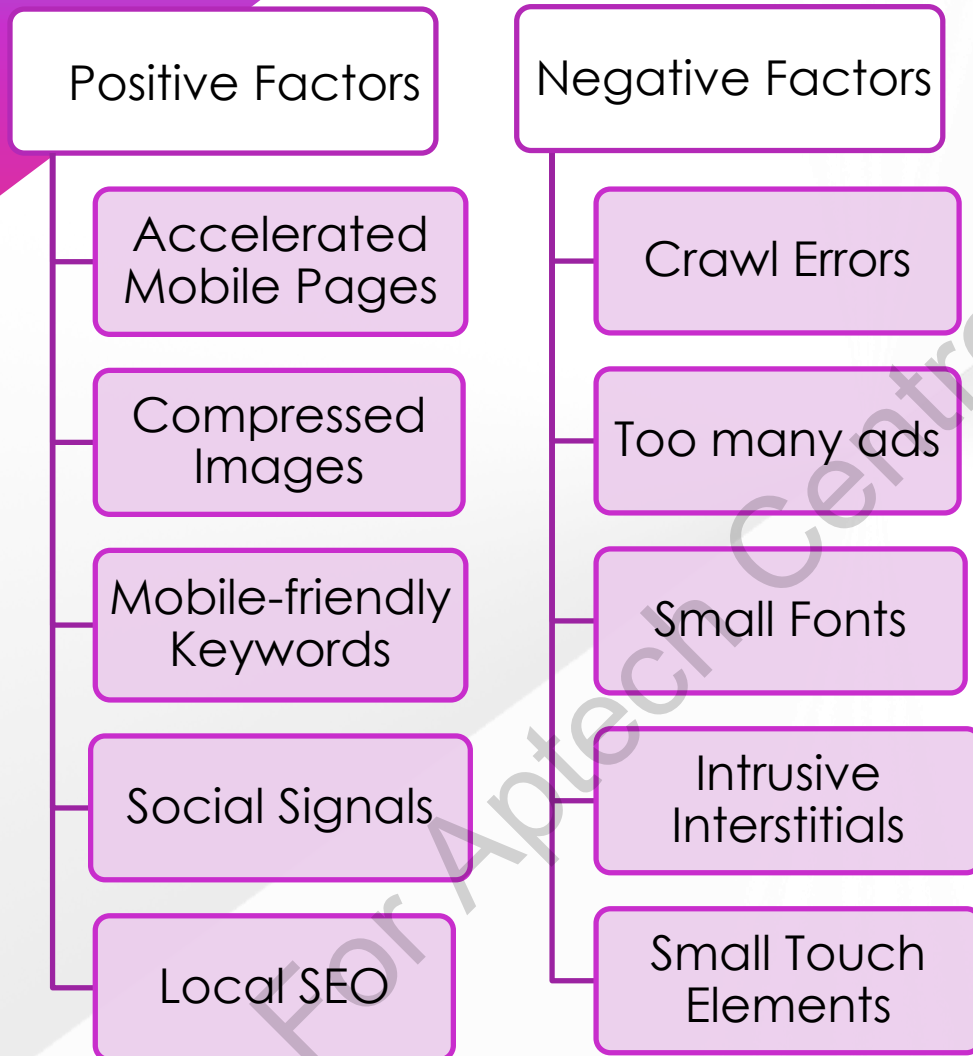 Positive Factors
Accelerated
Mobile Pages
Compressed
Images
Mobile-friendly
Keywords
Social Signals
Local SEO
Negative Factors
Crawl Errors
Too many ads
Small Fonts
Intrusive
Interstitials
Small Touch
Elements
For Aptech Centre